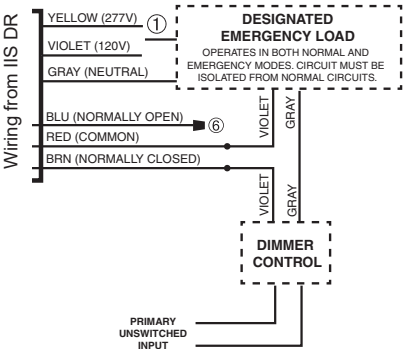 Wiring from IIS DR
YELLOW (277V)
①
VIOLET (120V)
GRAY (NEUTRAL)
DESIGNATED
EMERGENCY LOAD
OPERATES IN BOTH NORMAL AND
EMERGENCY MODES. CIRCUIT MUST BE
ISOLATED FROM NORMAL CIRCUITS.
BLU (NORMALLY OPEN)
⑥
RED (COMMON)
BRN (NORMALLY CLOSED)
VIOLET
GRAY
VIOLET
GRAY
DIMMER
CONTROL
PRIMARY
UNSWITCHED
INPUT